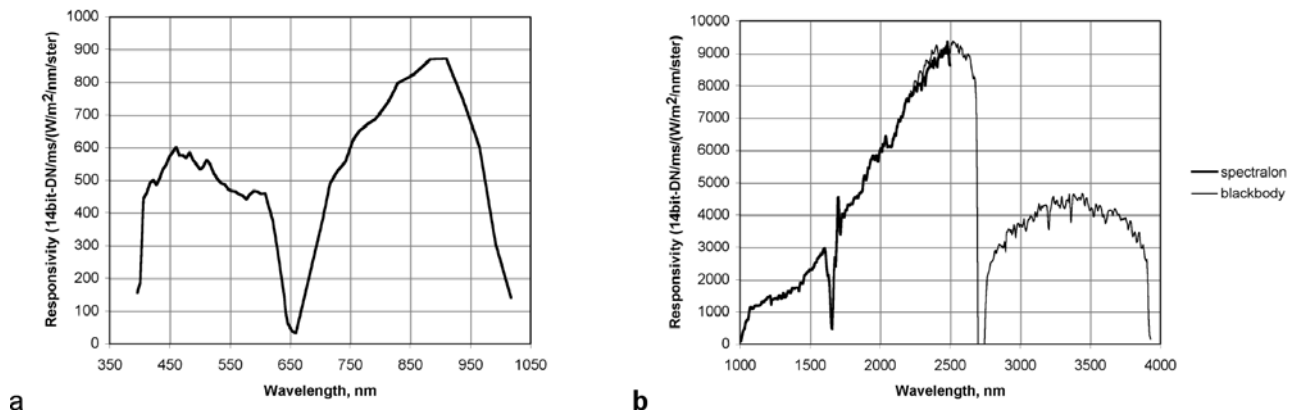 Responsivity (14bit-DN/ms/(W/m²/nm/ster)
1000
900
800
700
600
500
400
300
200
100
0
350 450 550 650 750 850 950 1050
Wavelength, nm
a
Responsivity (14bit-DN/ms/(W/m²/nm/ster)
10000
9000
8000
7000
6000
5000
4000
3000
2000
1000
0
1000 1500 2000 2500 3000 3500 4000
Wavelength, nm
b
spectralon
blackbody